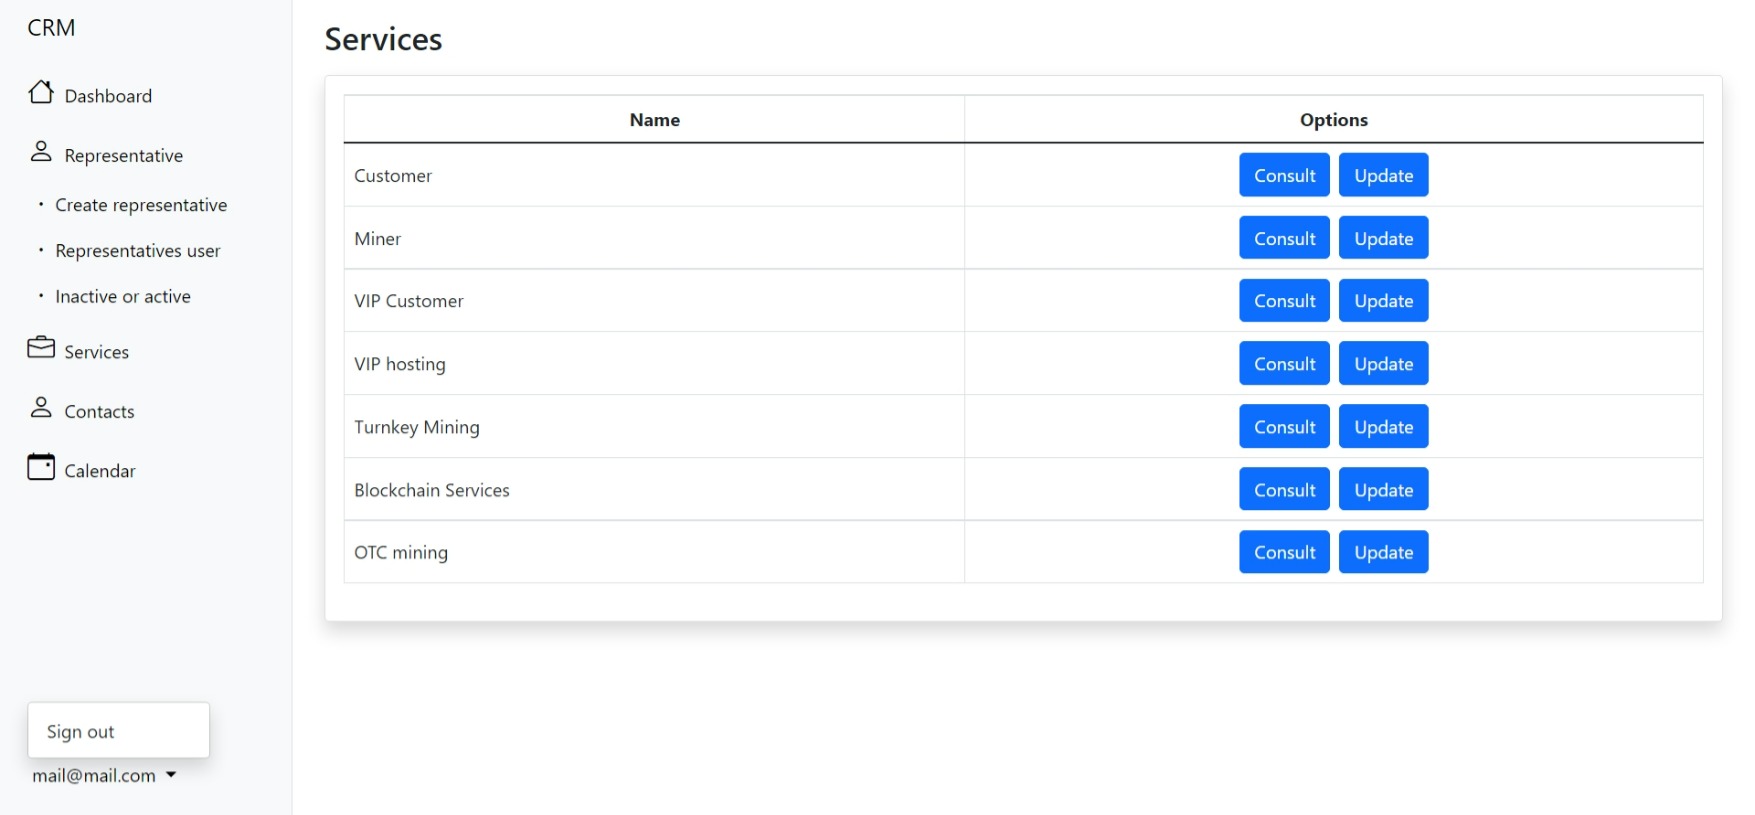 CRM
Dashboard
Representative
· Create representative
· Representatives user
· Inactive or active
Services
Contacts
Calendar
Sign out
mail@mail.com
Services
Name Options
Customer Consult Update
Miner Consult Update
VIP Customer Consult Update
VIP hosting Consult Update
Turnkey Mining Consult Update
Blockchain Services Consult Update
OTC mining Consult Update